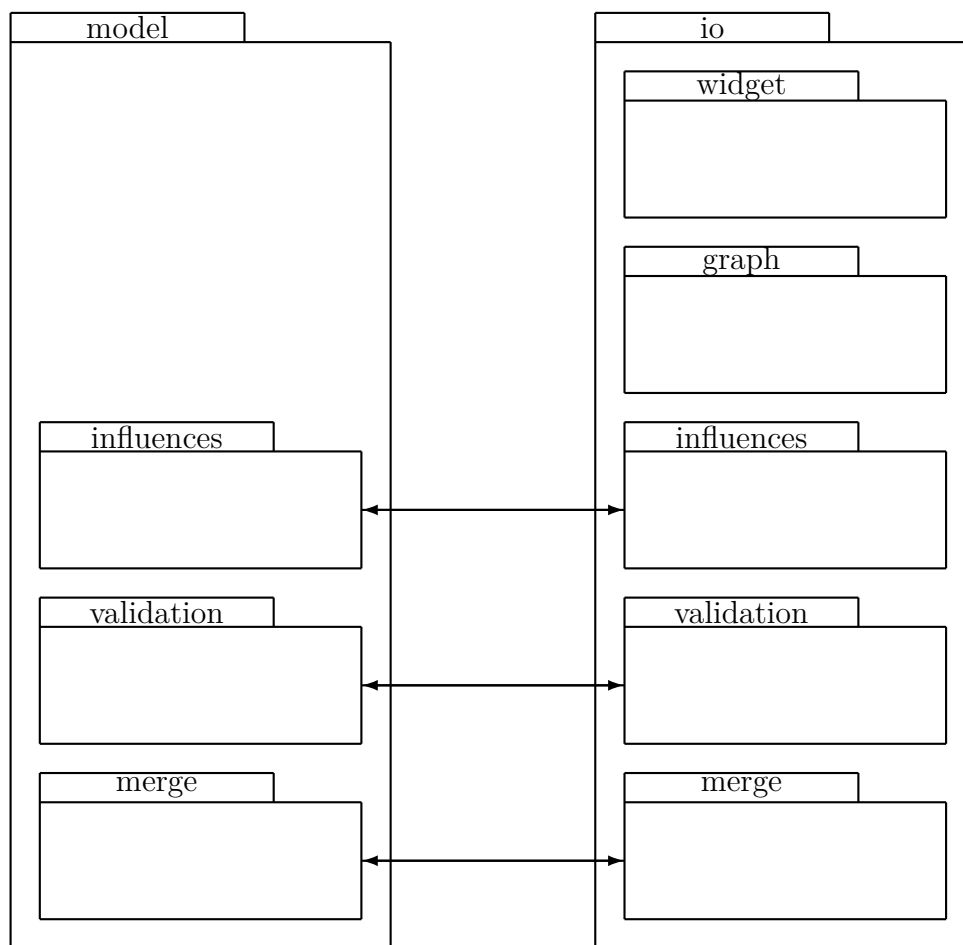 model
influences
validation
merge
io
widget
graph
influences
validation
merge